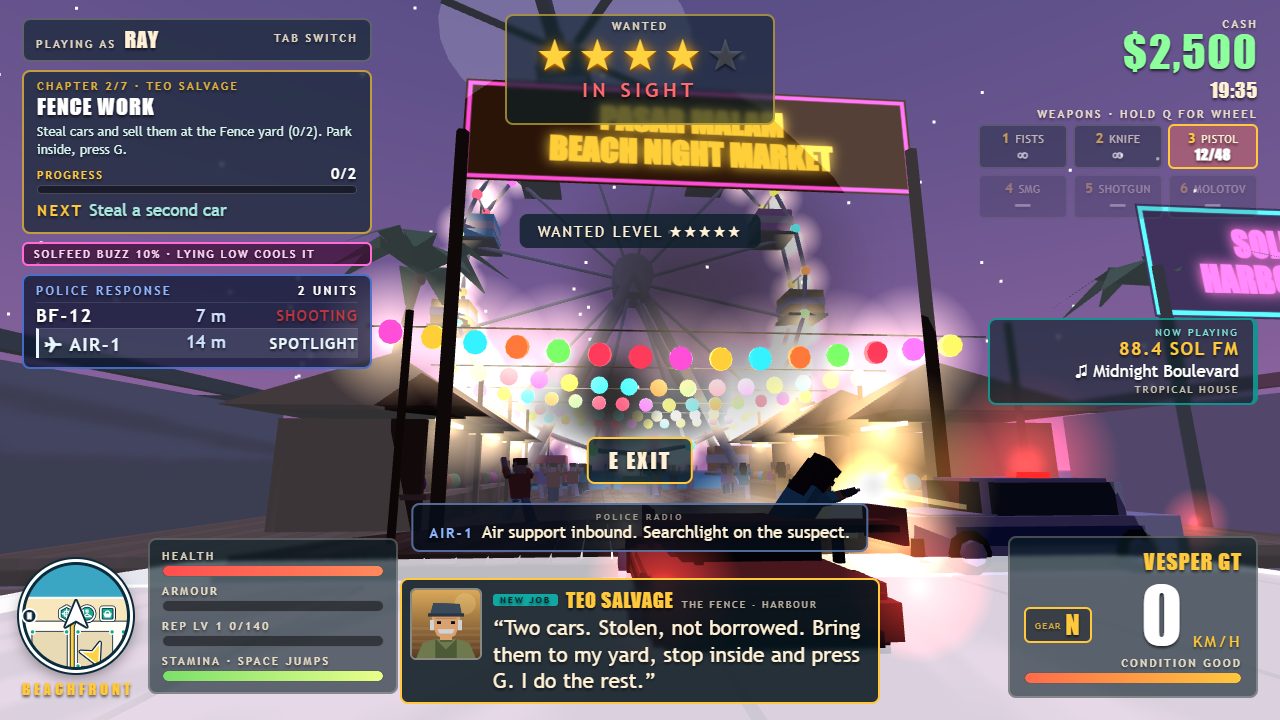 PLAYING AS RAY
TAB SWITCH
CHAPTER 2/7 · TEO SALVAGE
FENCE WORK
Steal cars and sell them at the Fence yard (0/2). Park
inside, press G.
PROGRESS 0/2
NEXT Steal a second car
SOLFEED BUZZ 10% · LYING LOW COOLS IT
POLICE RESPONSE 2 UNITS
BF-12 7 m SHOOTING
AIR-1 14 m SPOTLIGHT
WANTED
★★★★★
IN SIGHT
PASAR MALAM
BEACH NIGHT MARKET
WANTED LEVEL ★★★★★
CASH
$2,500
19:35
WEAPONS · HOLD Q FOR WHEEL
1 FISTS ∞
2 KNIFE ∞
3 PISTOL 12/48
4 SMG —
5 SHOTGUN —
6 MOLOTOV —
NOW PLAYING
88.4 SOL FM
♫ Midnight Boulevard
TROPICAL HOUSE
E EXIT
POLICE RADIO
AIR-1 Air support inbound. Searchlight on the suspect.
NEW JOB TEO SALVAGE THE FENCE · HARBOUR
“Two cars. Stolen, not borrowed. Bring
them to my yard, stop inside and press
G. I do the rest.”
BEACHFRONT
HEALTH
ARMOUR
REP LV 1 0/140
STAMINA · SPACE JUMPS
VESPER GT
GEAR N
0 KM/H
CONDITION GOOD